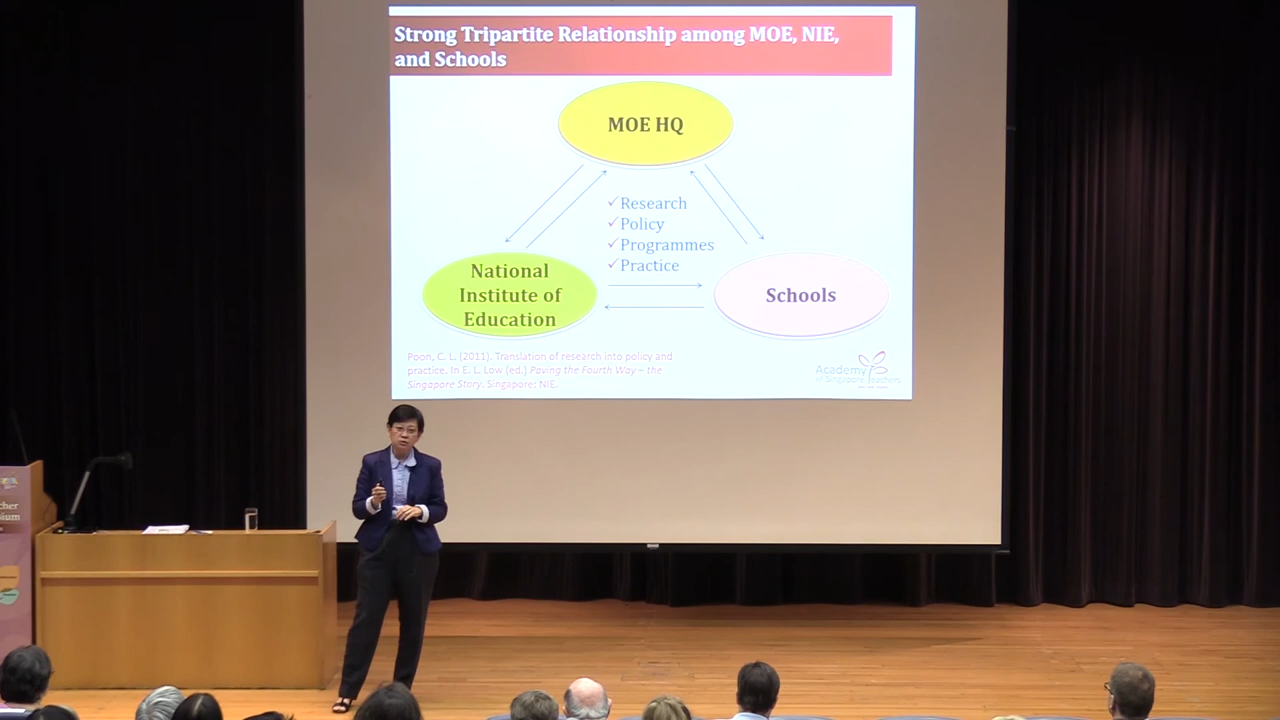 Strong Tripartite Relationship among MOE, NIE,
and Schools
MOE HQ
✓Research
✓Policy
✓Programmes
✓Practice
National
Institute of
Education
Schools
Poon, C. L. (2011). Translation of research into policy and
practice. In E. L. Low (ed.) Paving the Fourth Way – the
Singapore Story. Singapore: NIE.
Academy
of Singapore Teachers
cher
sium